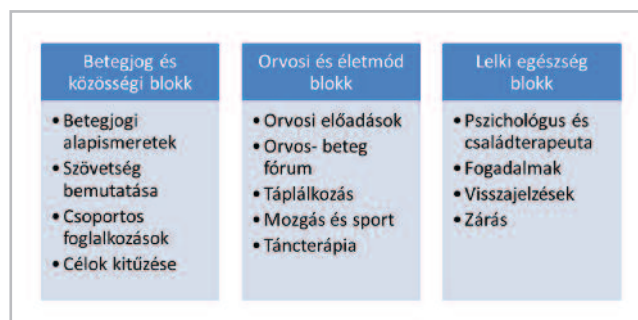 Betegjog és
közösségi blokk
• Betegjogi
alapismeretek
• Szövetség
bemutatása
• Csoportos
foglalkozások
• Célok kitűzése
Orvosi és életmód
blokk
• Orvosi előadások
• Orvos- beteg
fórum
• Táplálkozás
• Mozgás és sport
• Táncterápia
Lelki egészség
blokk
• Pszichológus és
családterapeuta
• Fogadalmak
• Visszajelzések
• Zárás